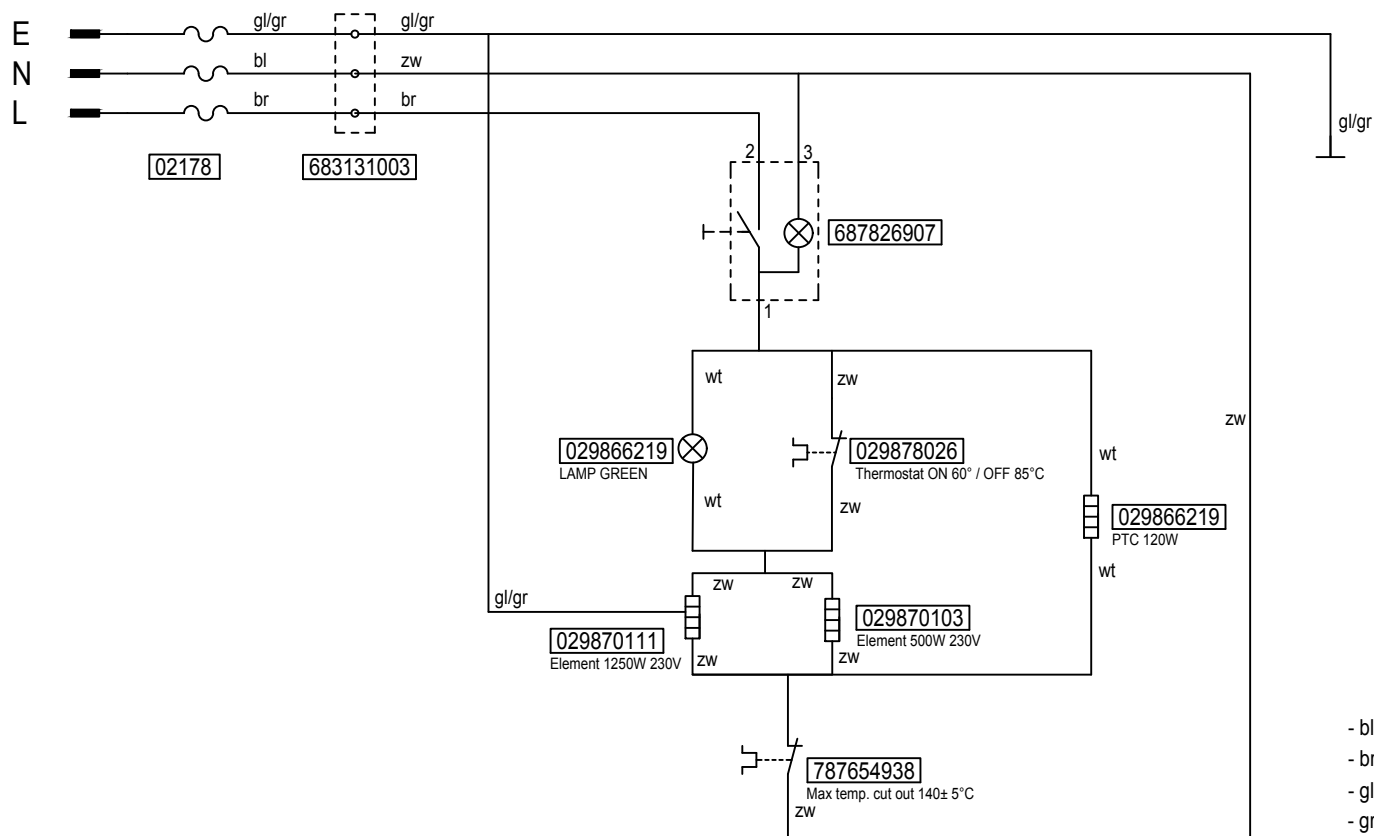 E
gl/gr
gl/gr
N
bl
zw
L
br
br
gl/gr
02178
683131003
2
3
687826907
1
wt
zw
zw
029866219
LAMP GREEN
029878026
Thermostat ON 60° / OFF 85°C
wt
wt
zw
029866219
PTC 120W
wt
zw
zw
gl/gr
029870111
Element 1250W 230V
029870103
Element 500W 230V
zw
zw
- bl
- br
- gl
- gr
787654938
Max temp. cut out 140± 5°C
zw